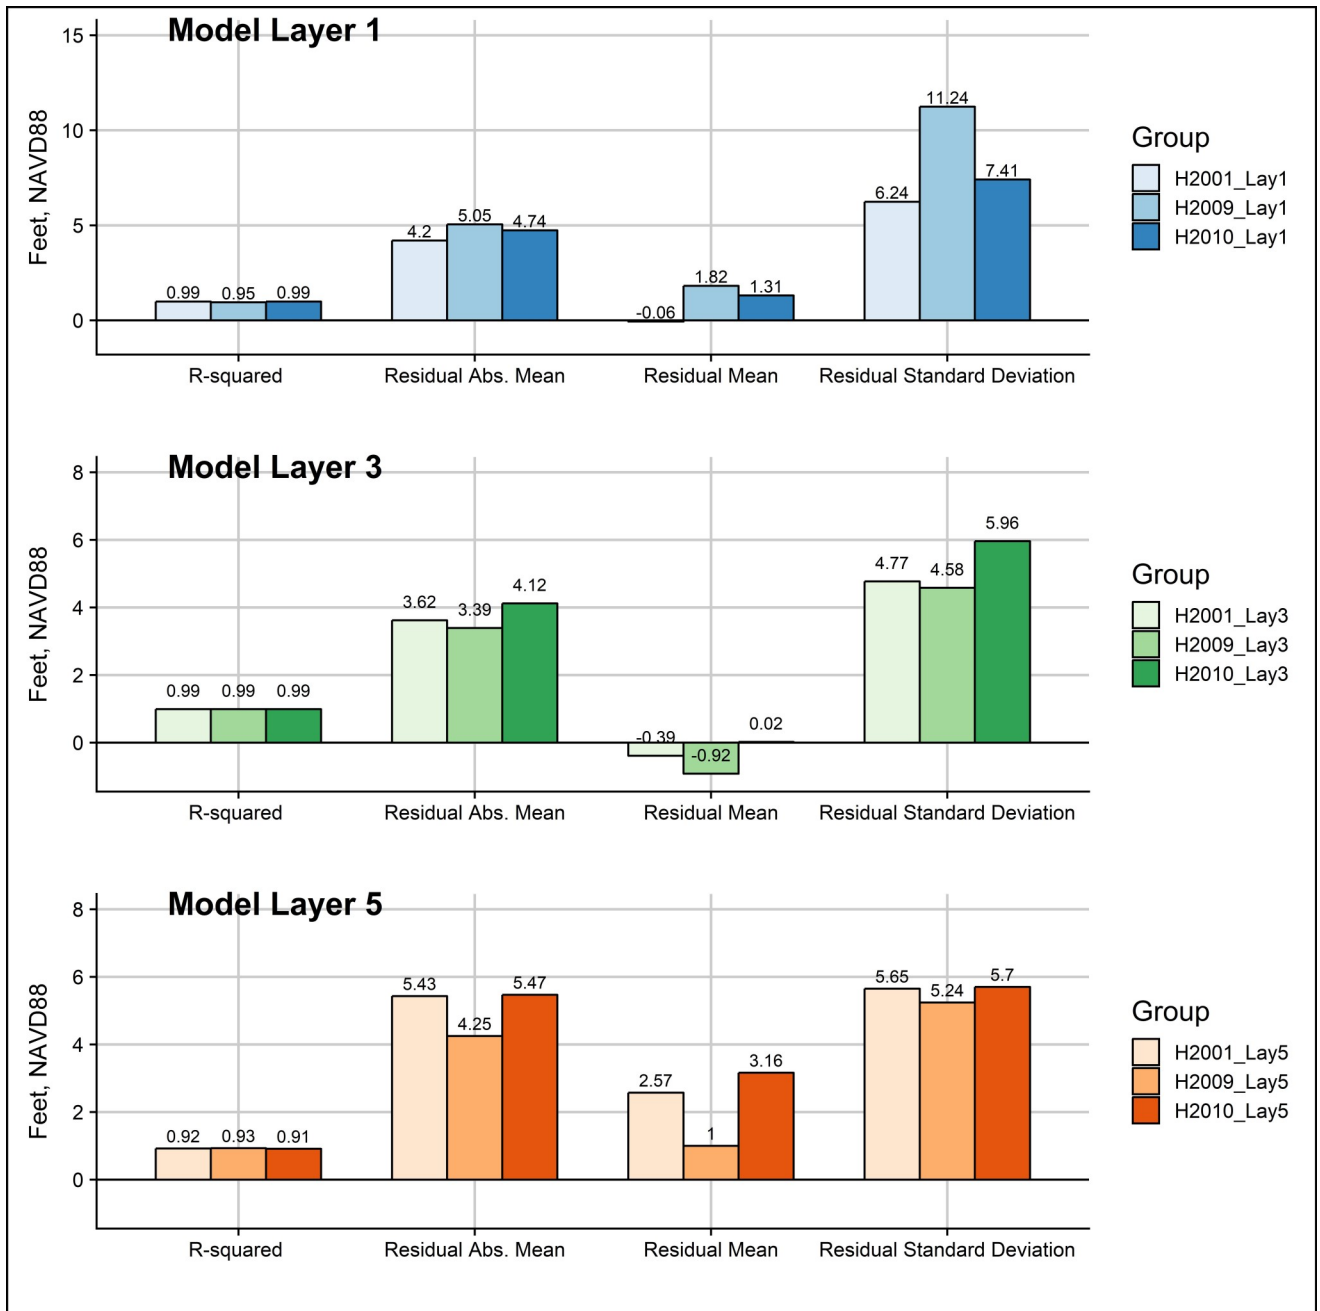 Model Layer 1
Feet, NAVD88
15
10
5
0
0.99 0.95 0.99
4.2 5.05 4.74
-0.06 1.82 1.31
6.24 11.24 7.41
R-squared Residual Abs. Mean Residual Mean Residual Standard Deviation
Group
H2001_Lay1
H2009_Lay1
H2010_Lay1
Model Layer 3
Feet, NAVD88
8
6
4
2
0
0.99 0.99 0.99
3.62 3.39 4.12
-0.39 -0.92 0.02
4.77 4.58 5.96
R-squared Residual Abs. Mean Residual Mean Residual Standard Deviation
Group
H2001_Lay3
H2009_Lay3
H2010_Lay3
Model Layer 5
Feet, NAVD88
8
6
4
2
0
0.92 0.93 0.91
5.43 4.25 5.47
2.57 1 3.16
5.65 5.24 5.7
R-squared Residual Abs. Mean Residual Mean Residual Standard Deviation
Group
H2001_Lay5
H2009_Lay5
H2010_Lay5